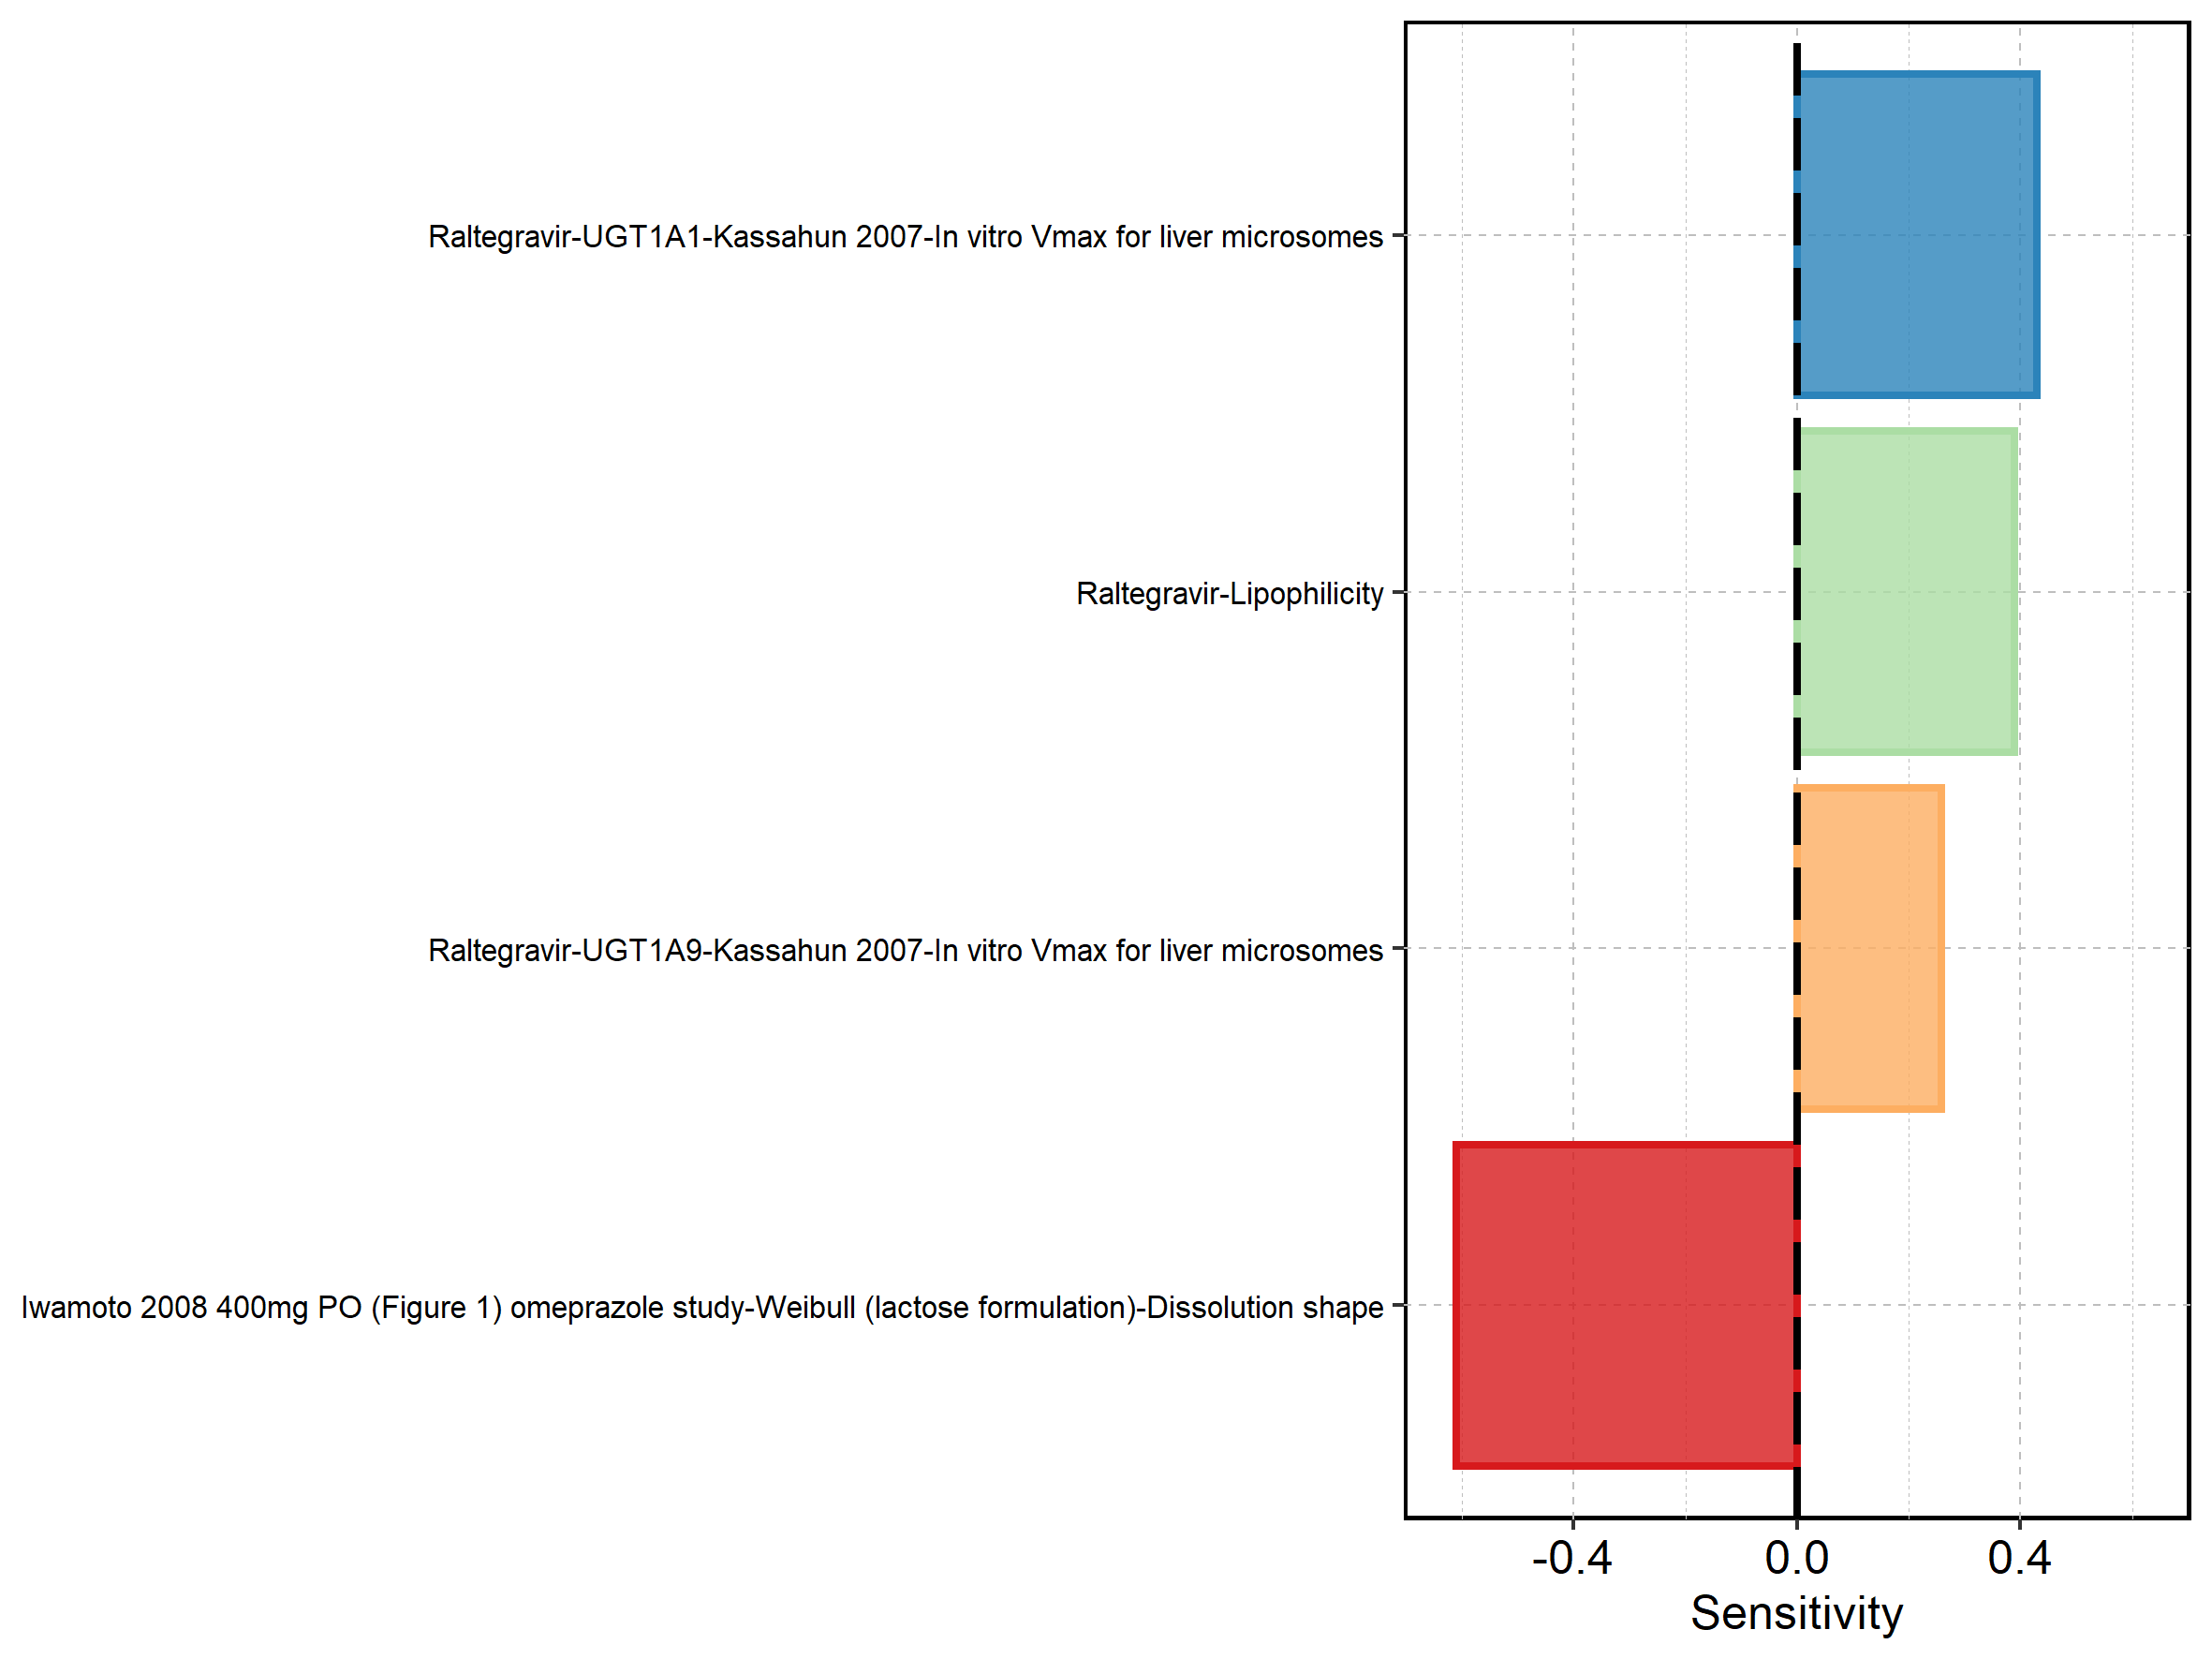 Raltegravir-UGT1A1-Kassahun 2007-In vitro Vmax for liver microsomes
Raltegravir-Lipophilicity
Raltegravir-UGT1A9-Kassahun 2007-In vitro Vmax for liver microsomes
Iwamoto 2008 400mg PO (Figure 1) omeprazole study-Weibull (lactose formulation)-Dissolution shape
-0.4 0.0 0.4
Sensitivity